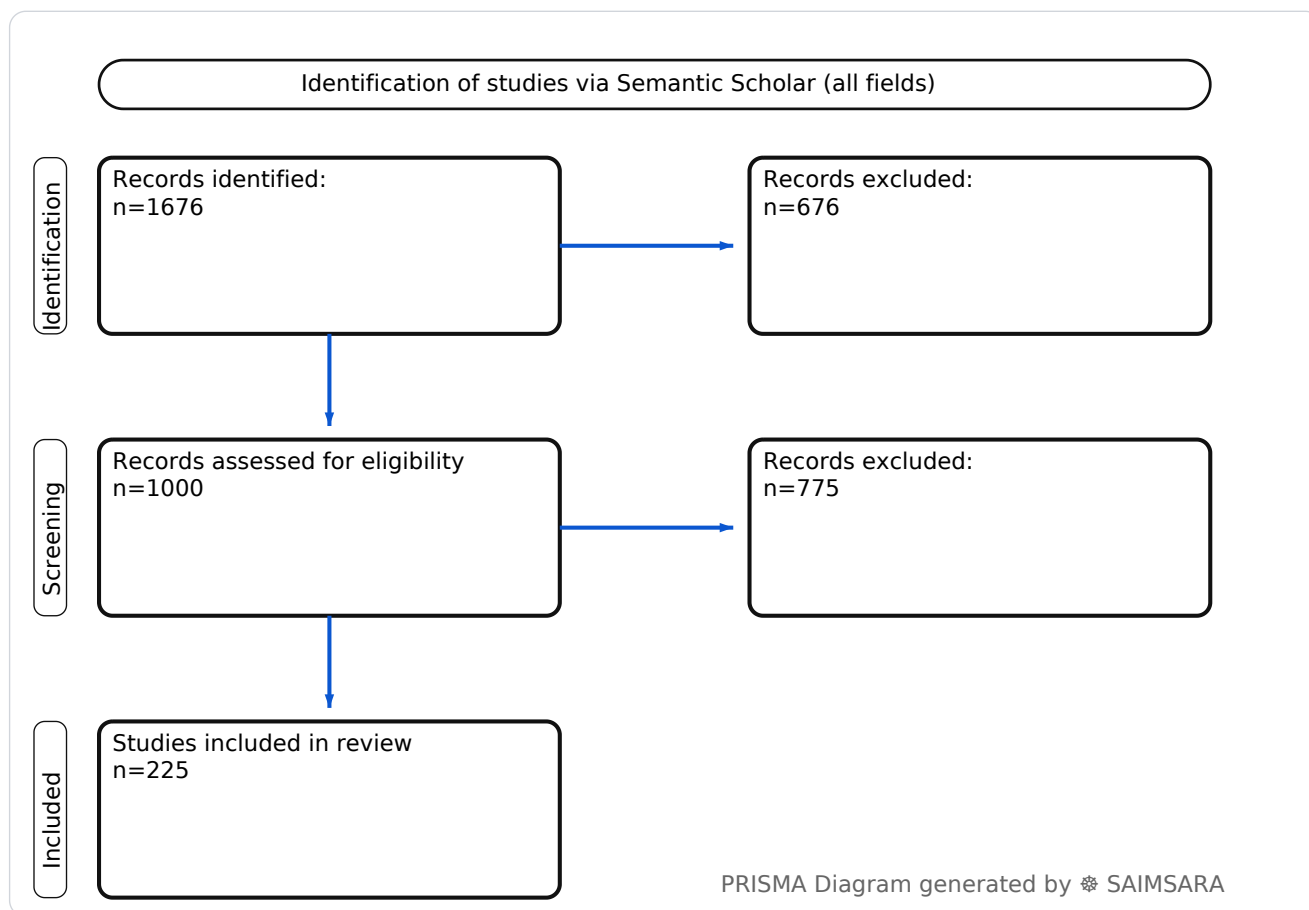 Identification of studies via Semantic Scholar (all fields)
Identification
Records identified:
n=1676
Records excluded:
n=676
Screening
Records assessed for eligibility
n=1000
Records excluded:
n=775
Included
Studies included in review
n=225
PRISMA Diagram generated by ☸ SAIMSARA